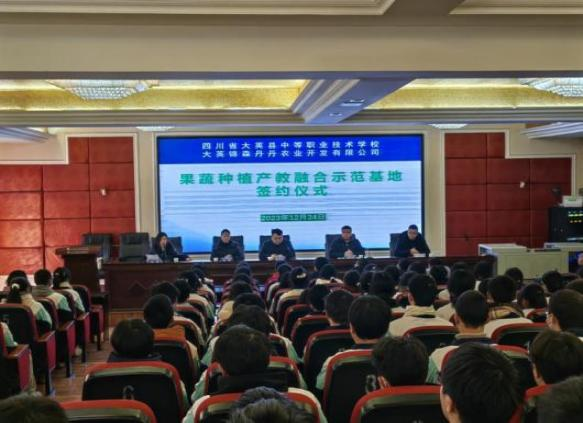 四川省大英县中等职业技术学校
大英锦淼丹丹农业开发有限公司
果蔬种植产教融合示范基地
签约仪式
2023年12月24日